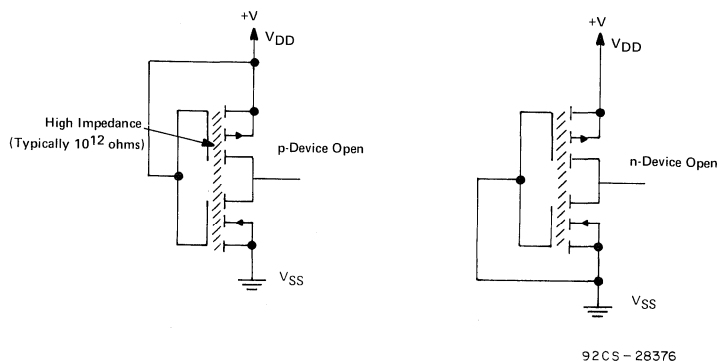 +V
VDD
High Impedance
(Typically 10¹² ohms)
p-Device Open
VSS
+V
VDD
n-Device Open
VSS
92CS-28376